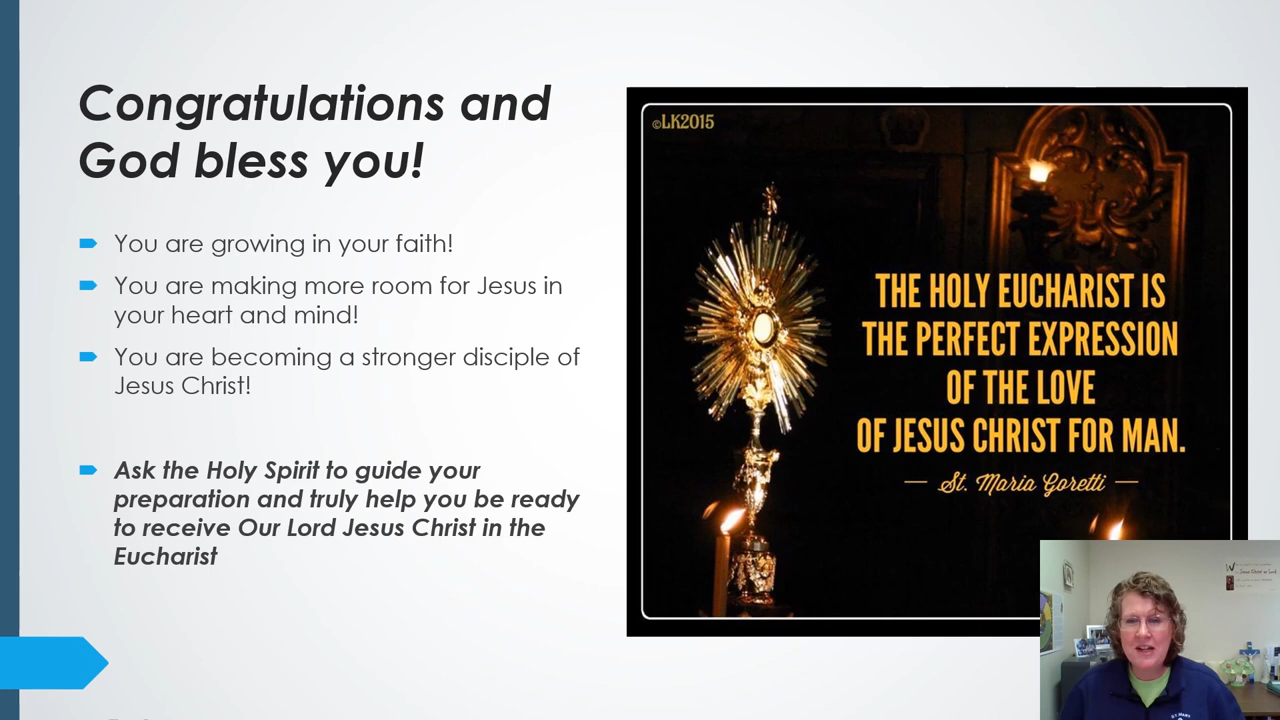 Congratulations and
God bless you!
You are growing in your faith!
You are making more room for Jesus in
your heart and mind!
You are becoming a stronger disciple of
Jesus Christ!
Ask the Holy Spirit to guide your
preparation and truly help you be ready
to receive Our Lord Jesus Christ in the
Eucharist
©LK2015
THE HOLY EUCHARIST IS
THE PERFECT EXPRESSION
OF THE LOVE
OF JESUS CHRIST FOR MAN.
— St. Maria Goretti —